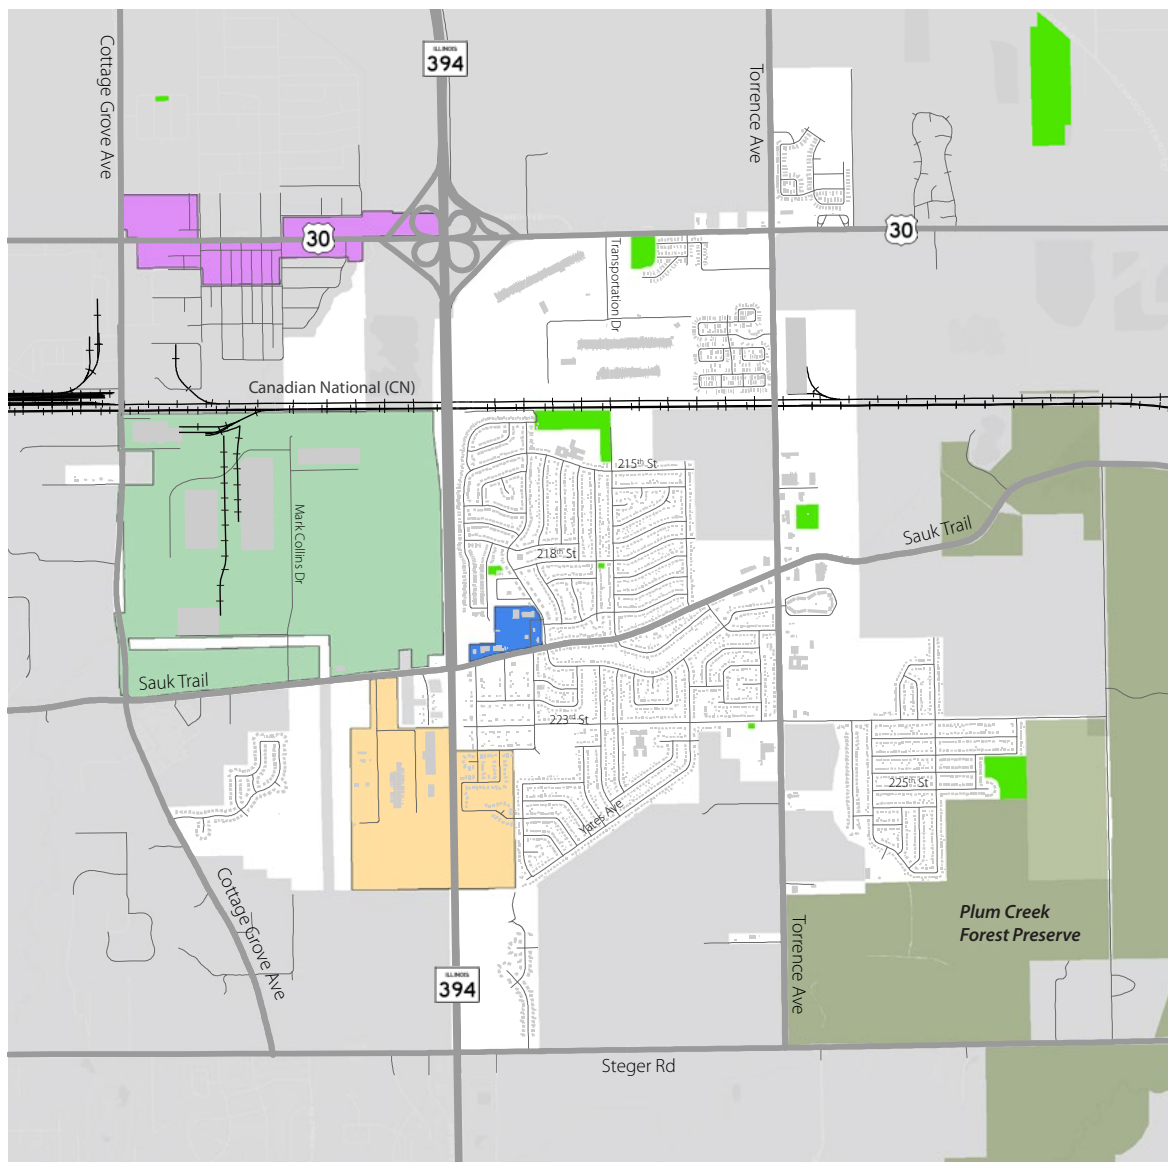 Cottage Grove Ave
ILLINOIS
394
Torrence Ave
30
30
Transportation Dr
Canadian National (CN)
215th St
Mark Collins Dr
218th St
Sauk Trail
Sauk Trail
223rd St
225th St
Yates Ave
Cottage Grove Ave
Plum Creek
Forest Preserve
Torrence Ave
ILLINOIS
394
Steger Rd